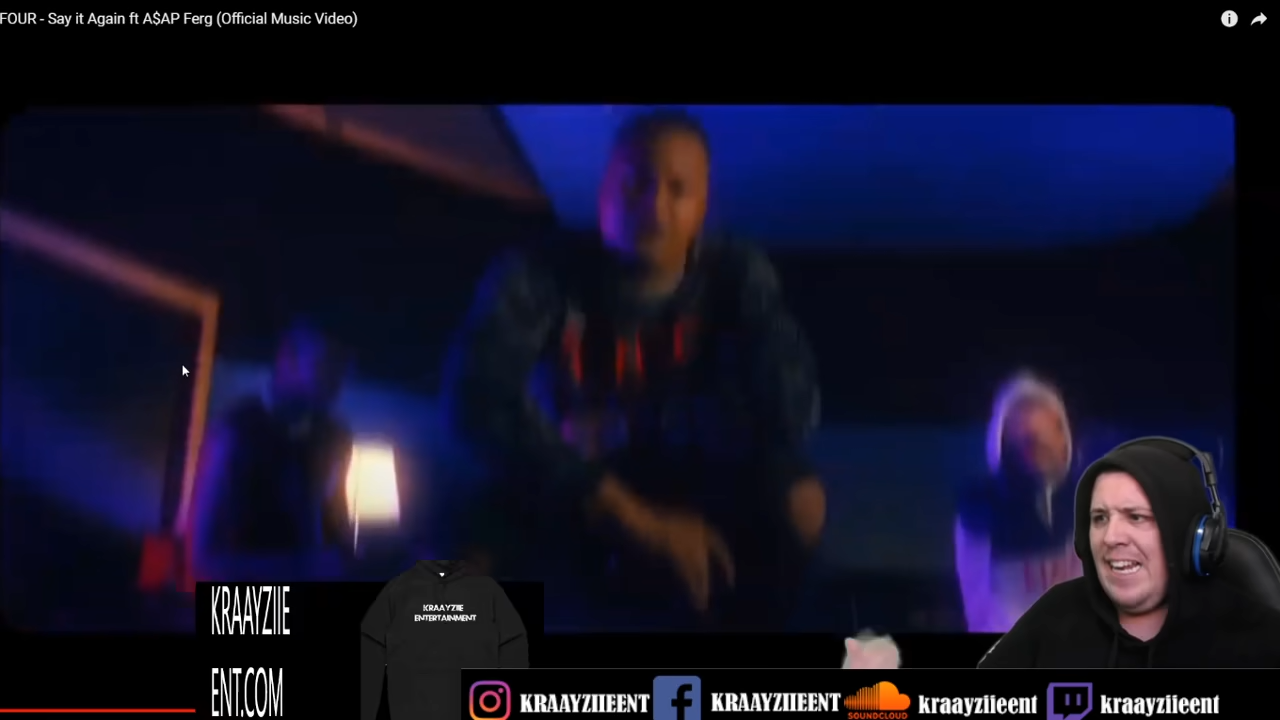 FOUR - Say it Again ft A$AP Ferg (Official Music Video)
KRAAYZIIE
ENT.COM
KRAAYZIIE
ENTERTAINMENT
KRAAYZIIEENT
KRAAYZIIEENT
SOUNDCLOUD
kraayziieent
kraayziieent